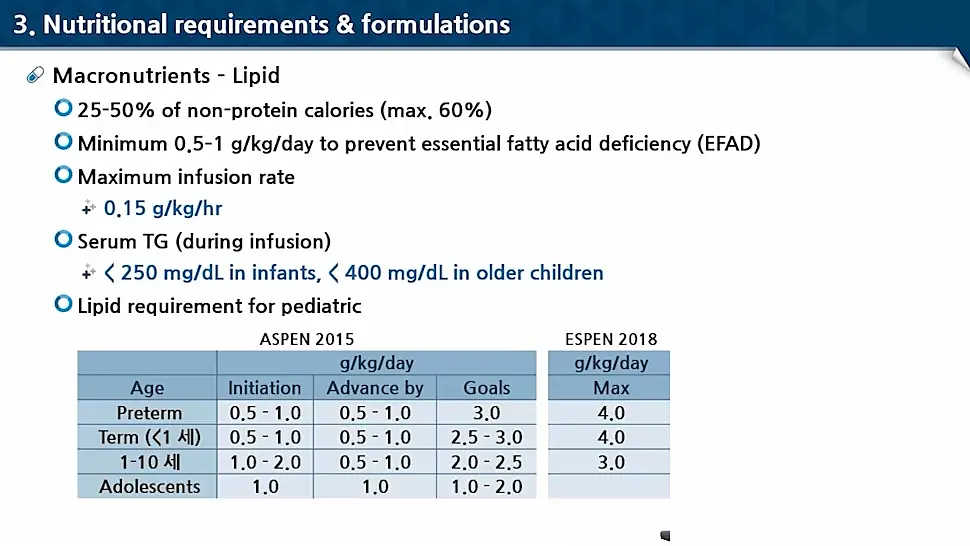 3. Nutritional requirements & formulations
Macronutrients - Lipid
25-50% of non-protein calories (max. 60%)
Minimum 0.5-1 g/kg/day to prevent essential fatty acid deficiency (EFAD)
Maximum infusion rate
0.15 g/kg/hr
Serum TG (during infusion)
< 250 mg/dL in infants, < 400 mg/dL in older children
Lipid requirement for pediatric
ASPEN 2015 ESPEN 2018
g/kg/day g/kg/day
Age Initiation Advance by Goals Max
Preterm 0.5 - 1.0 0.5 - 1.0 3.0 4.0
Term (<1 세) 0.5 - 1.0 0.5 - 1.0 2.5 - 3.0 4.0
1-10 세 1.0 - 2.0 0.5 - 1.0 2.0 - 2.5 3.0
Adolescents 1.0 1.0 1.0 - 2.0